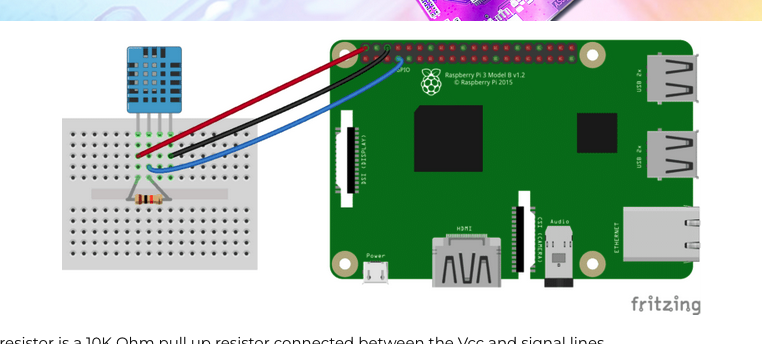 GPIO
Raspberry Pi 3 Model B v1.2
© Raspberry Pi 2015
USB 2x
DSI (DISPLAY)
USB 2x
HDMI
CSI (CAMERA)
Audio
ETHERNET
Power
fritzing
resistor is a 10K Ohm pull up resistor connected between the Vcc and signal lines